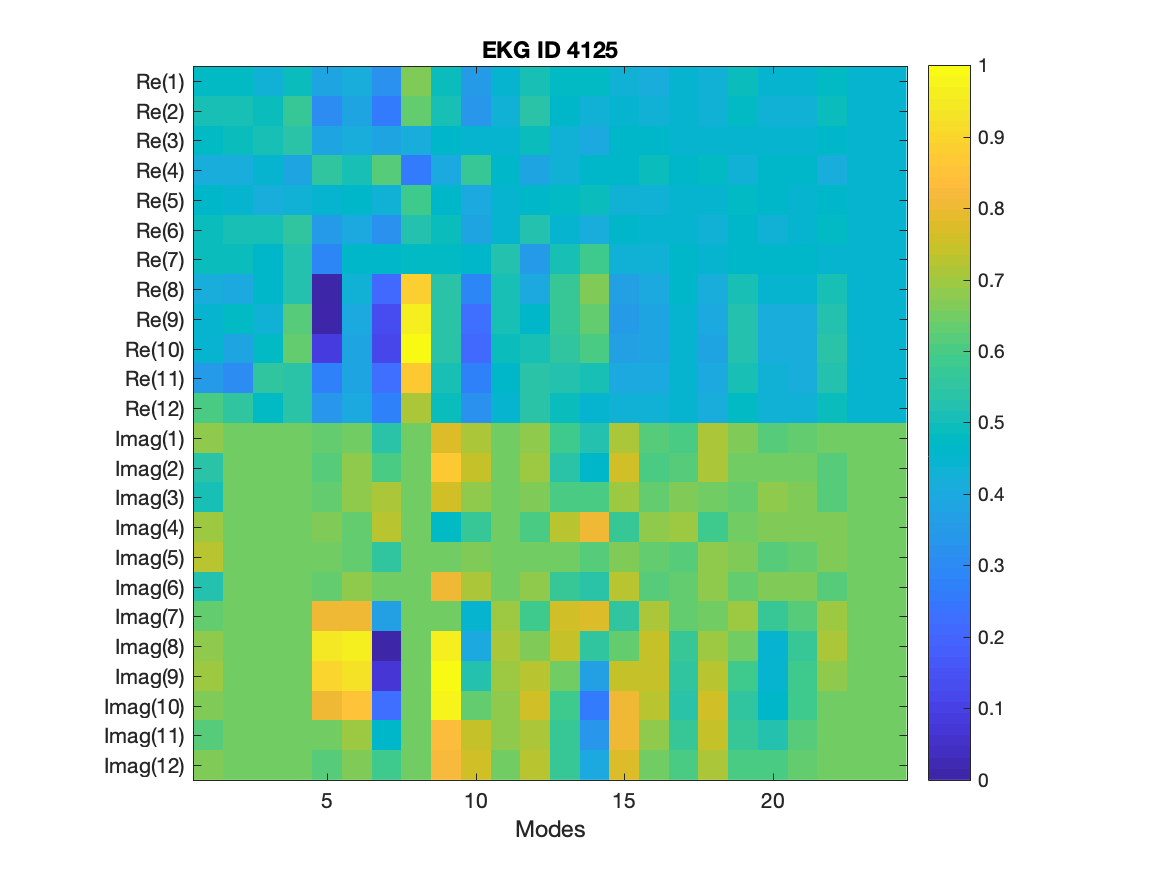 EKG ID 4125
Re(1)
Re(2)
Re(3)
Re(4)
Re(5)
Re(6)
Re(7)
Re(8)
Re(9)
Re(10)
Re(11)
Re(12)
Imag(1)
Imag(2)
Imag(3)
Imag(4)
Imag(5)
Imag(6)
Imag(7)
Imag(8)
Imag(9)
Imag(10)
Imag(11)
Imag(12)
5 10 15 20
Modes
1
0.9
0.8
0.7
0.6
0.5
0.4
0.3
0.2
0.1
0